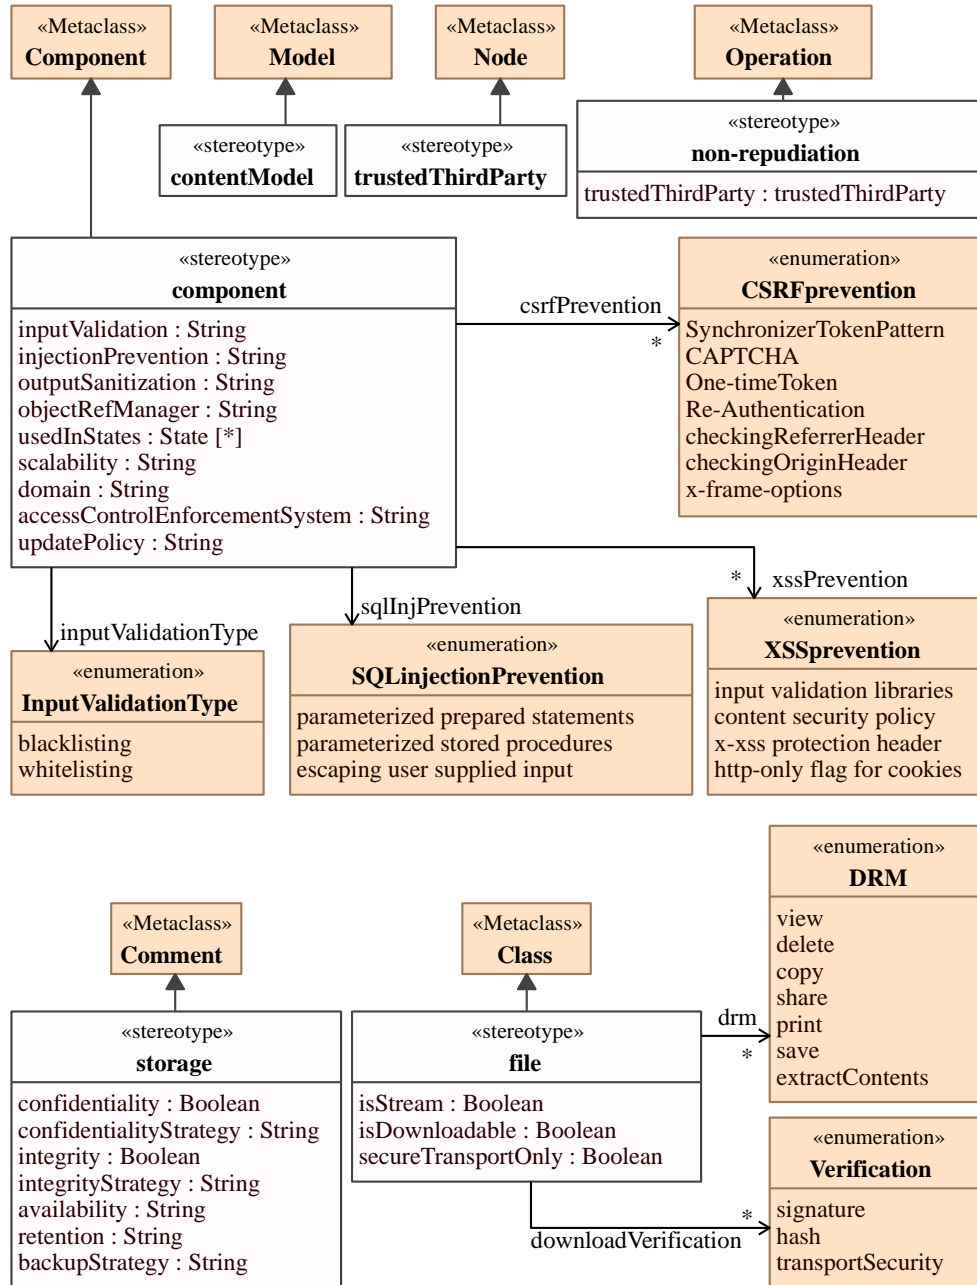 «Metaclass»
Component
«Metaclass»
Model
«Metaclass»
Node
«Metaclass»
Operation
«stereotype»
contentModel
«stereotype»
trustedThirdParty
«stereotype»
non-repudiation
trustedThirdParty : trustedThirdParty
«stereotype»
component
inputValidation : String
injectionPrevention : String
outputSanitization : String
objectRefManager : String
usedInStates : State [*]
scalability : String
domain : String
accessControlEnforcementSystem : String
updatePolicy : String
csrfPrevention
*
«enumeration»
CSRFprevention
SynchronizerTokenPattern
CAPTCHA
One-timeToken
Re-Authentication
checkingReferrerHeader
checkingOriginHeader
x-frame-options
inputValidationType
sqlInjPrevention
* xssPrevention
«enumeration»
InputValidationType
blacklisting
whitelisting
«enumeration»
SQLinjectionPrevention
parameterized prepared statements
parameterized stored procedures
escaping user supplied input
«enumeration»
XSSprevention
input validation libraries
content security policy
x-xss protection header
http-only flag for cookies
«Metaclass»
Comment
«stereotype»
storage
confidentiality : Boolean
confidentialityStrategy : String
integrity : Boolean
integrityStrategy : String
availability : String
retention : String
backupStrategy : String
«Metaclass»
Class
«stereotype»
file
isStream : Boolean
isDownloadable : Boolean
secureTransportOnly : Boolean
drm
*
«enumeration»
DRM
view
delete
copy
share
print
save
extractContents
downloadVerification
*
«enumeration»
Verification
signature
hash
transportSecurity